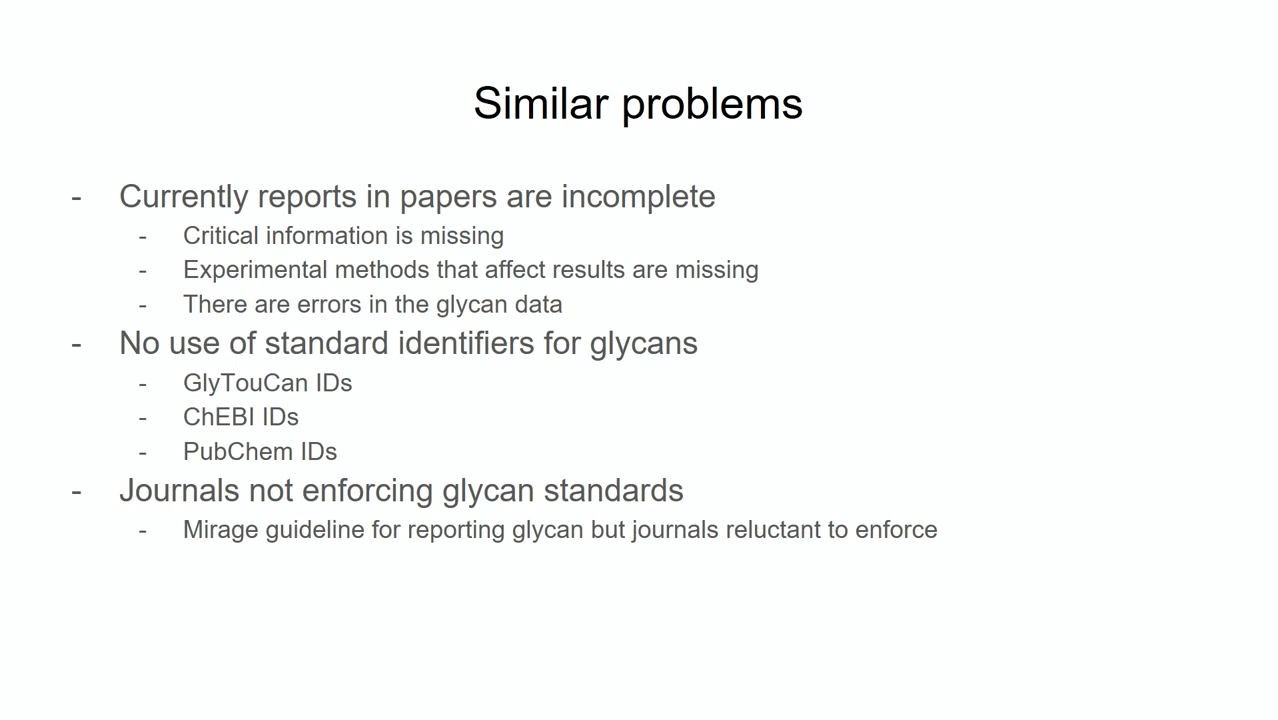 Similar problems
- Currently reports in papers are incomplete
- Critical information is missing
- Experimental methods that affect results are missing
- There are errors in the glycan data
- No use of standard identifiers for glycans
- GlyTouCan IDs
- ChEBI IDs
- PubChem IDs
- Journals not enforcing glycan standards
- Mirage guideline for reporting glycan but journals reluctant to enforce